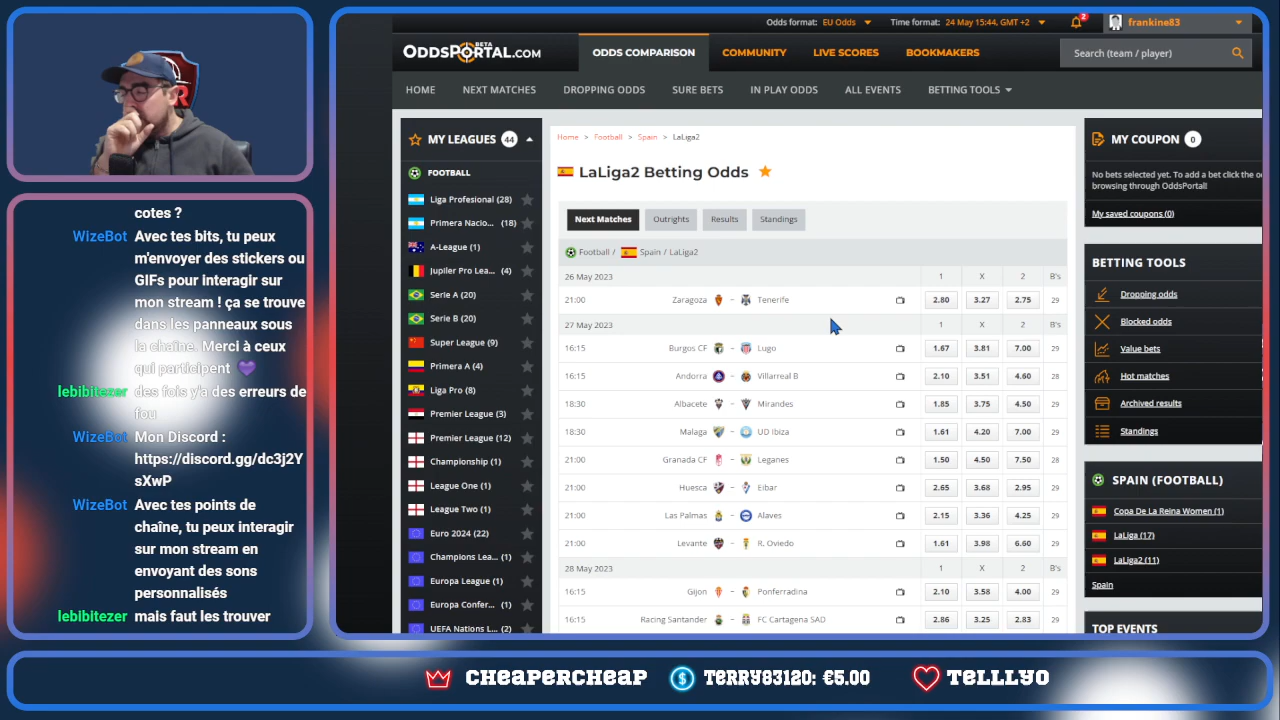 cotes ?
WizeBot Avec tes bits, tu peux
m'envoyer des stickers ou
GIFs pour interagir sur
mon stream ! ça se trouve
dans les panneaux sous
la chaîne. Merci à ceux
qui participent
lebibitezer des fois y'a des erreurs de
fou
WizeBot Mon Discord :
https://discord.gg/dc3j2Y
sXwP
WizeBot Avec tes points de
chaîne, tu peux interagir
sur mon stream en
envoyant des sons
personnalisés
lebibitezer mais faut les trouver
Odds format: EU Odds
Time format: 24 May 15:44, GMT +2
2
frankine83
ODDSPORTAL.COM
BETA
ODDS COMPARISON
COMMUNITY
LIVE SCORES
BOOKMAKERS
Search (team / player)
HOME
NEXT MATCHES
DROPPING ODDS
SURE BETS
IN PLAY ODDS
ALL EVENTS
BETTING TOOLS
MY LEAGUES 44
FOOTBALL
Liga Profesional (28)
Primera Nacio... (18)
A-League (1)
Jupiler Pro Lea... (4)
Serie A (20)
Serie B (20)
Super League (9)
Primera A (4)
Liga Pro (8)
Premier League (3)
Premier League (12)
Championship (1)
League One (1)
League Two (1)
Euro 2024 (22)
Champions Lea... (1)
Europa League (1)
Europa Confer... (1)
UEFA Nations L... (2)
Home > Football > Spain > LaLiga2
LaLiga2 Betting Odds
Next Matches
Outrights
Results
Standings
Football / Spain / LaLiga2
26 May 2023 1 X 2 B's
21:00 Zaragoza – Tenerife 2.80 3.27 2.75 29
27 May 2023 1 X 2 B's
16:15 Burgos CF – Lugo 1.67 3.81 7.00 29
16:15 Andorra – Villarreal B 2.10 3.51 4.60 28
18:30 Albacete – Mirandes 1.85 3.75 4.50 29
18:30 Malaga – UD Ibiza 1.61 4.20 7.00 29
21:00 Granada CF – Leganes 1.50 4.50 7.50 28
21:00 Huesca – Eibar 2.65 3.68 2.95 29
21:00 Las Palmas – Alaves 2.15 3.36 4.25 29
21:00 Levante – R. Oviedo 1.61 3.98 6.60 29
28 May 2023 1 X 2 B's
16:15 Gijon – Ponferradina 2.10 3.58 4.00 29
16:15 Racing Santander – FC Cartagena SAD 2.86 3.25 2.83 29
MY COUPON 0
No bets selected yet. To add a bet click the o
browsing through OddsPortal!
My saved coupons (0)
BETTING TOOLS
Dropping odds
Blocked odds
Value bets
Hot matches
Archived results
Standings
SPAIN (FOOTBALL)
Copa De La Reina Women (1)
LaLiga (17)
LaLiga2 (11)
Spain
TOP EVENTS
CHEAPERCHEAP
TERRY83120: €5.00
TELLLYO